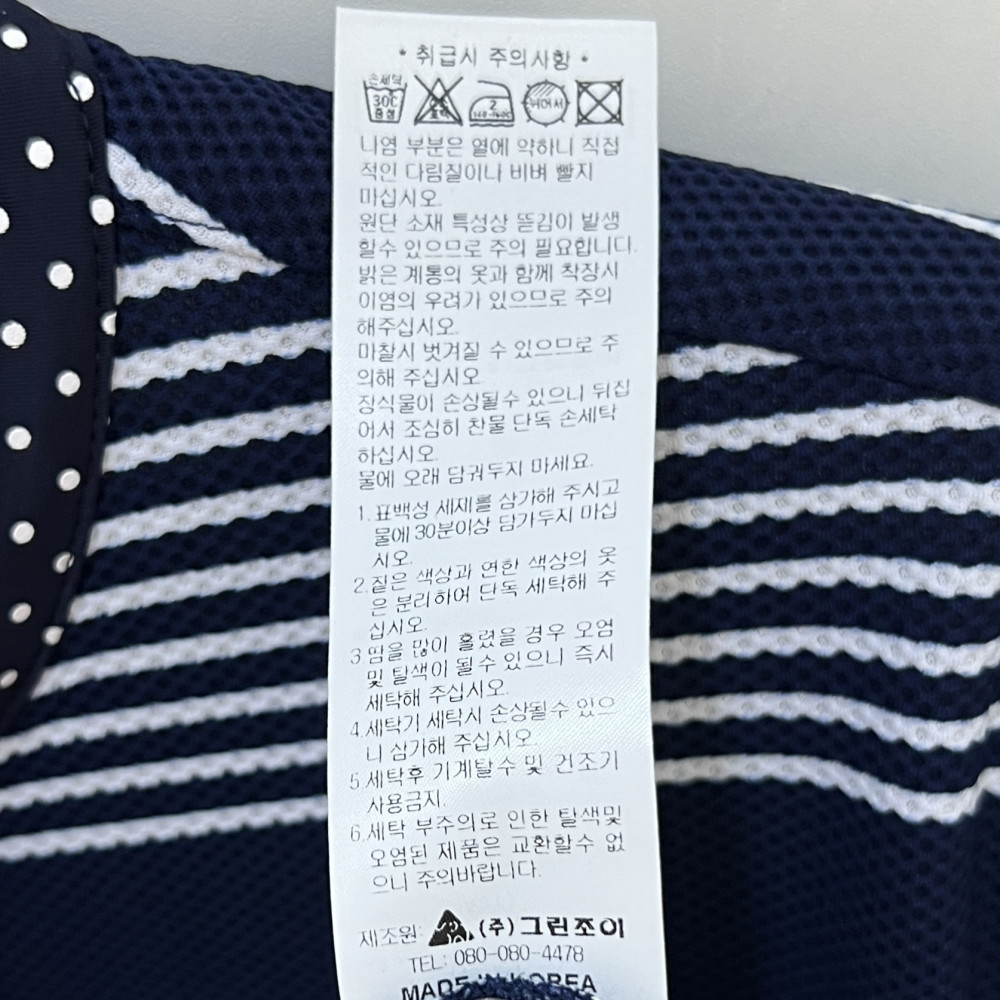 * 취급시 주의사항 *
손세탁
30C
중성
2
140-160C
뉘어서
나염 부분은 열에 약하니 직접
적인 다림질이나 비벼 빨지
마십시오.
원단 소재 특성상 뜯김이 발생
할수 있으므로 주의 필요합니다.
밝은 계통의 옷과 함께 착장시
이염의 우려가 있으므로 주의
해주십시오.
마찰시 벗겨질 수 있으므로 주
의해 주십시오.
장식물이 손상될수 있으니 뒤집
어서 조심히 찬물 단독 손세탁
하십시오.
물에 오래 담궈두지 마세요.
1.표백성 세제를 삼가해 주시고
물에 30분이상 담가두지 마십
시오.
2.짙은 색상과 연한 색상의 옷
은 분리하여 단독 세탁해 주
십시오.
3.땀을 많이 흘렸을 경우 오염
및 탈색이 될수 있으니 즉시
세탁해 주십시오.
4.세탁기 세탁시 손상될수 있으
니 삼가해 주십시오.
5.세탁후 기계탈수 및 건조기
사용금지.
6.세탁 부주의로 인한 탈색및
오염된 제품은 교환할수 없
으니 주의바랍니다.
제조원: (주)그린조이
TEL: 080-080-4478
MADE IN KOREA